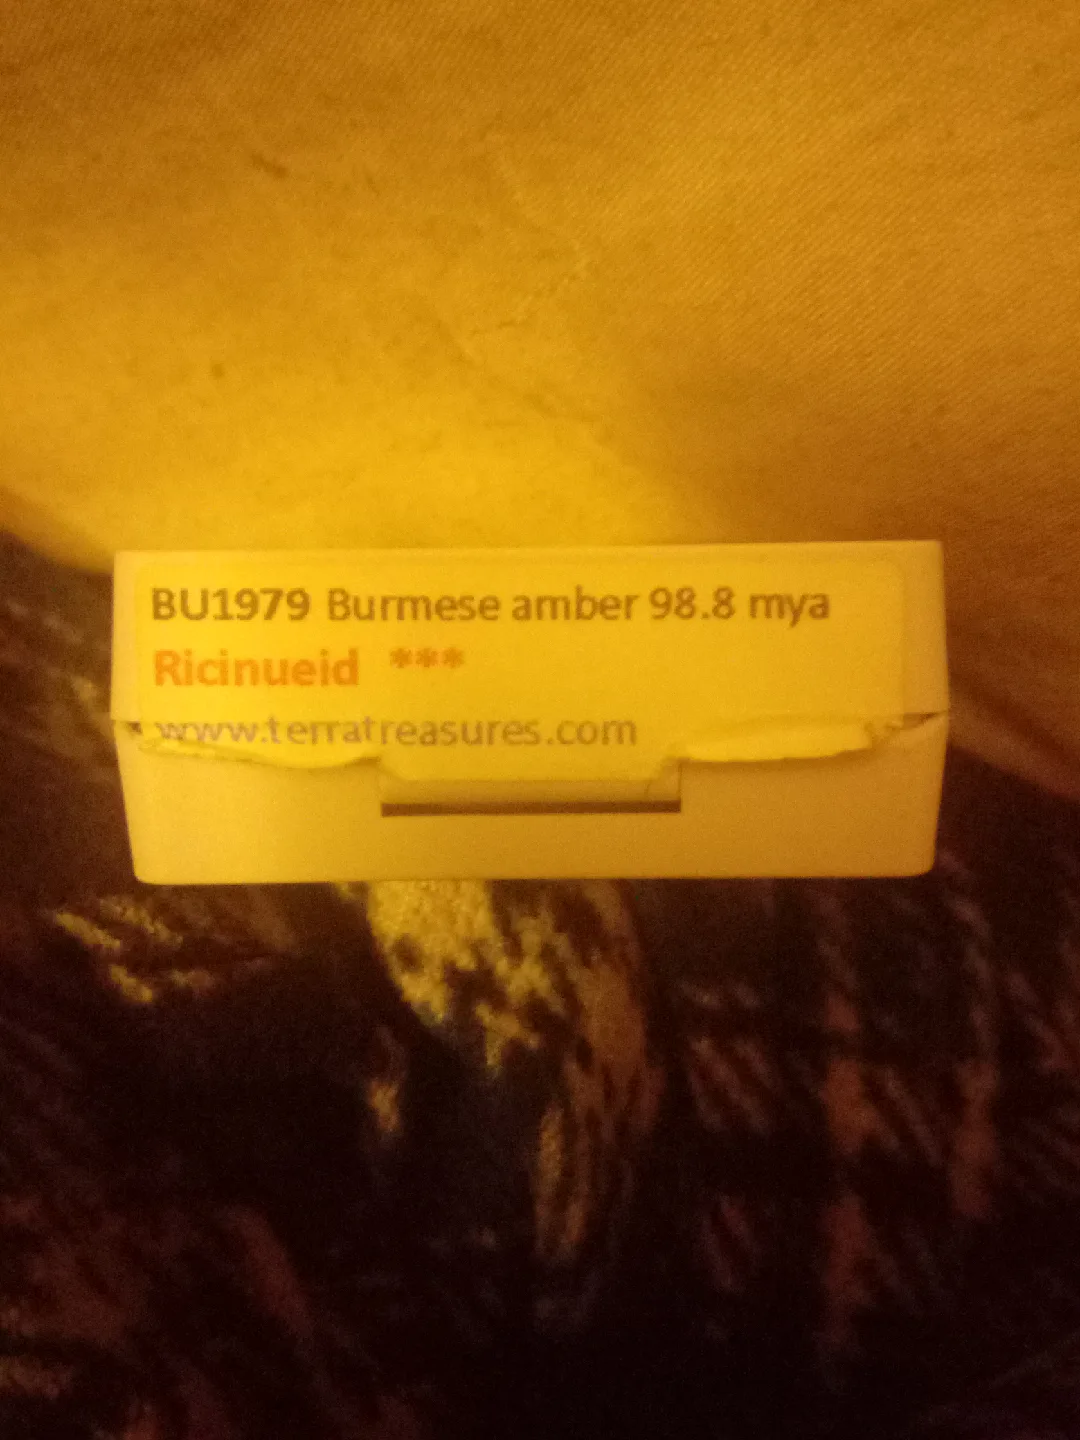 BU1979 Burmese amber 98.8 mya
Ricinueid ***
www.terratreasures.com